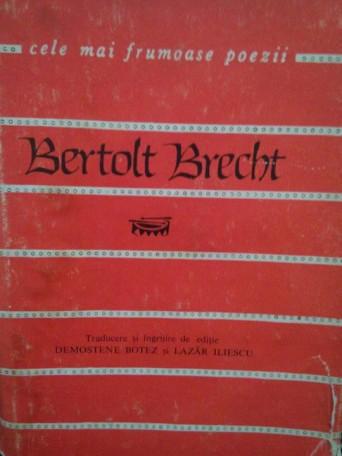 cele mai frumoase poezii
Bertolt Brecht
Traducere și îngrijire de ediție
DEMOSTENE BOTEZ și LAZĂR ILIESCU